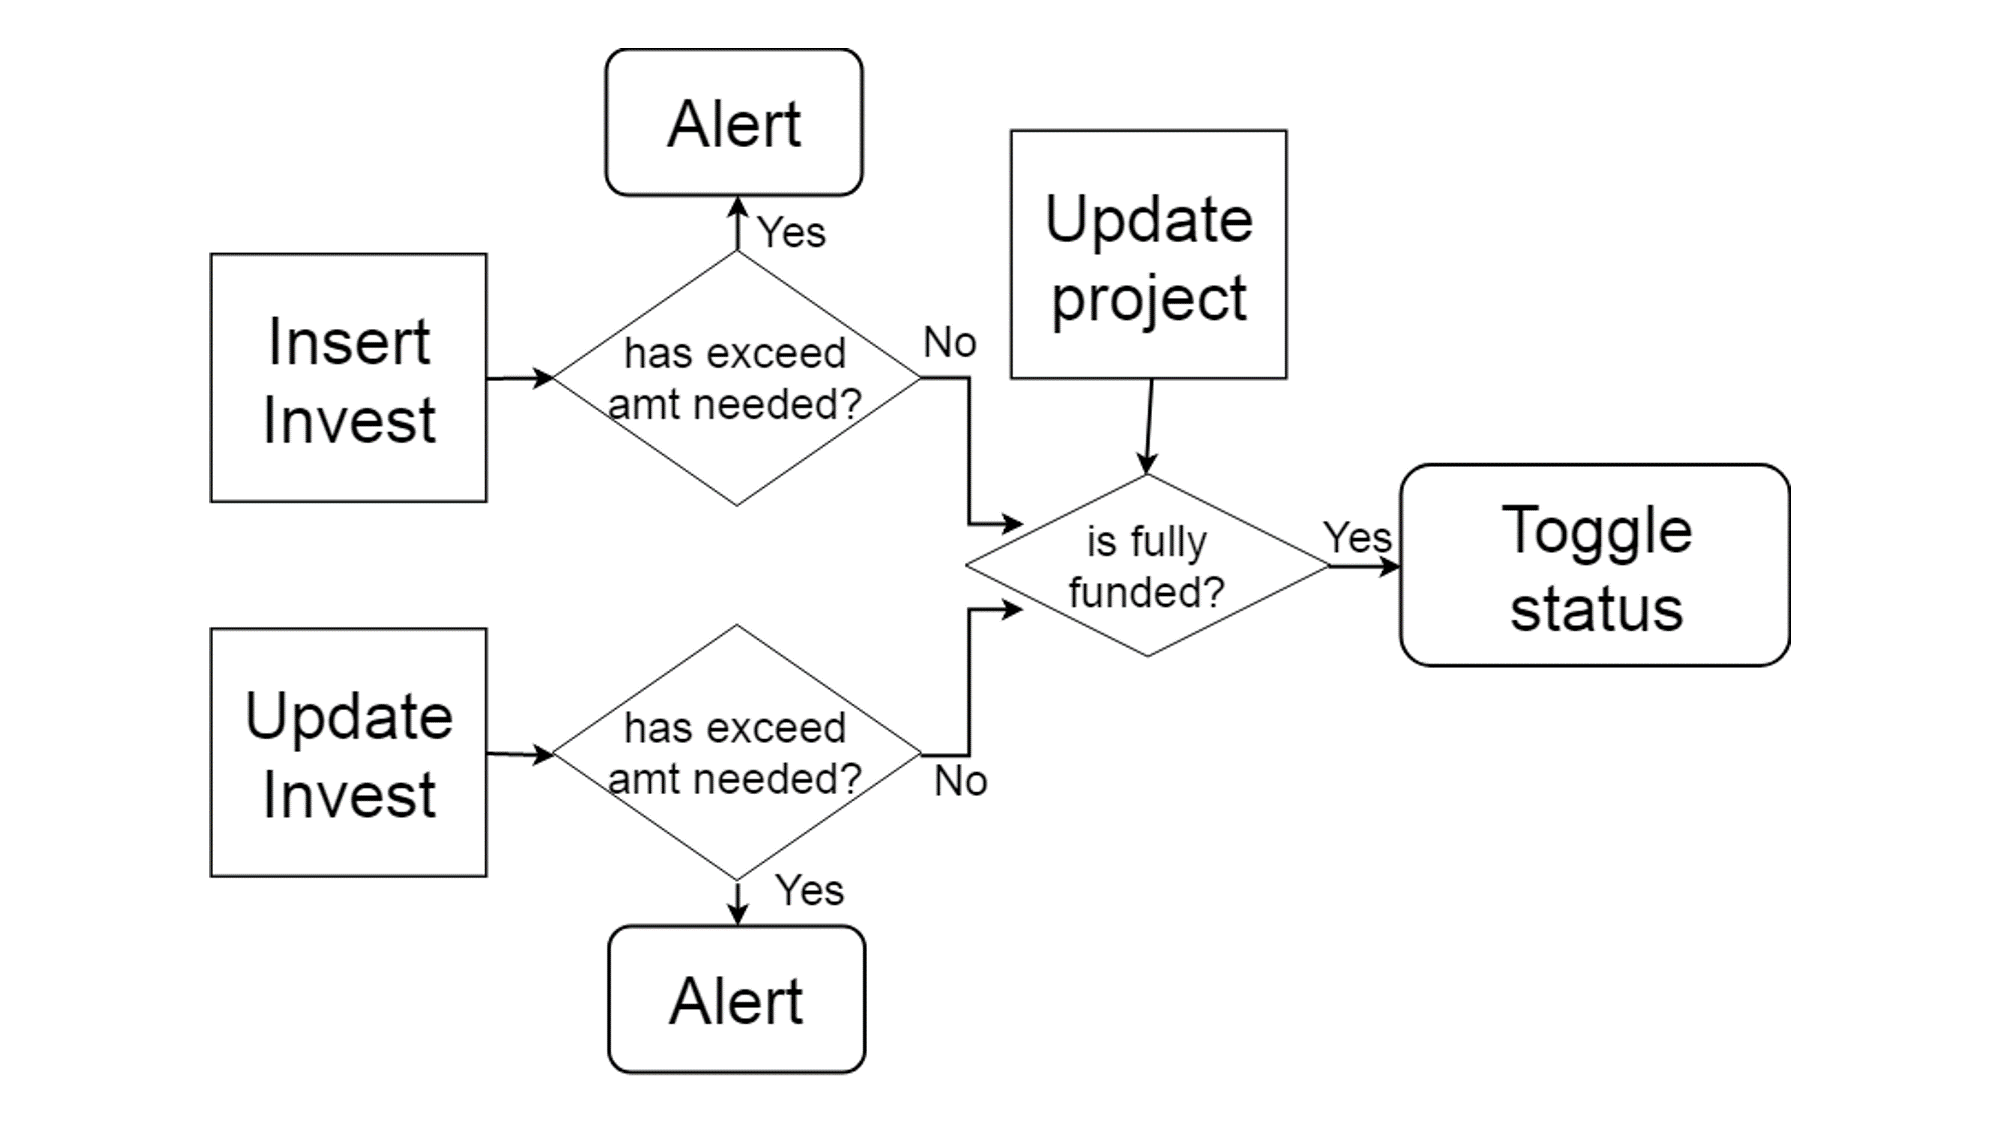 Alert
Yes
Update
project
Insert
Invest
has exceed
amt needed?
No
is fully
funded?
Yes
Toggle
status
Update
Invest
has exceed
amt needed?
No
Yes
Alert